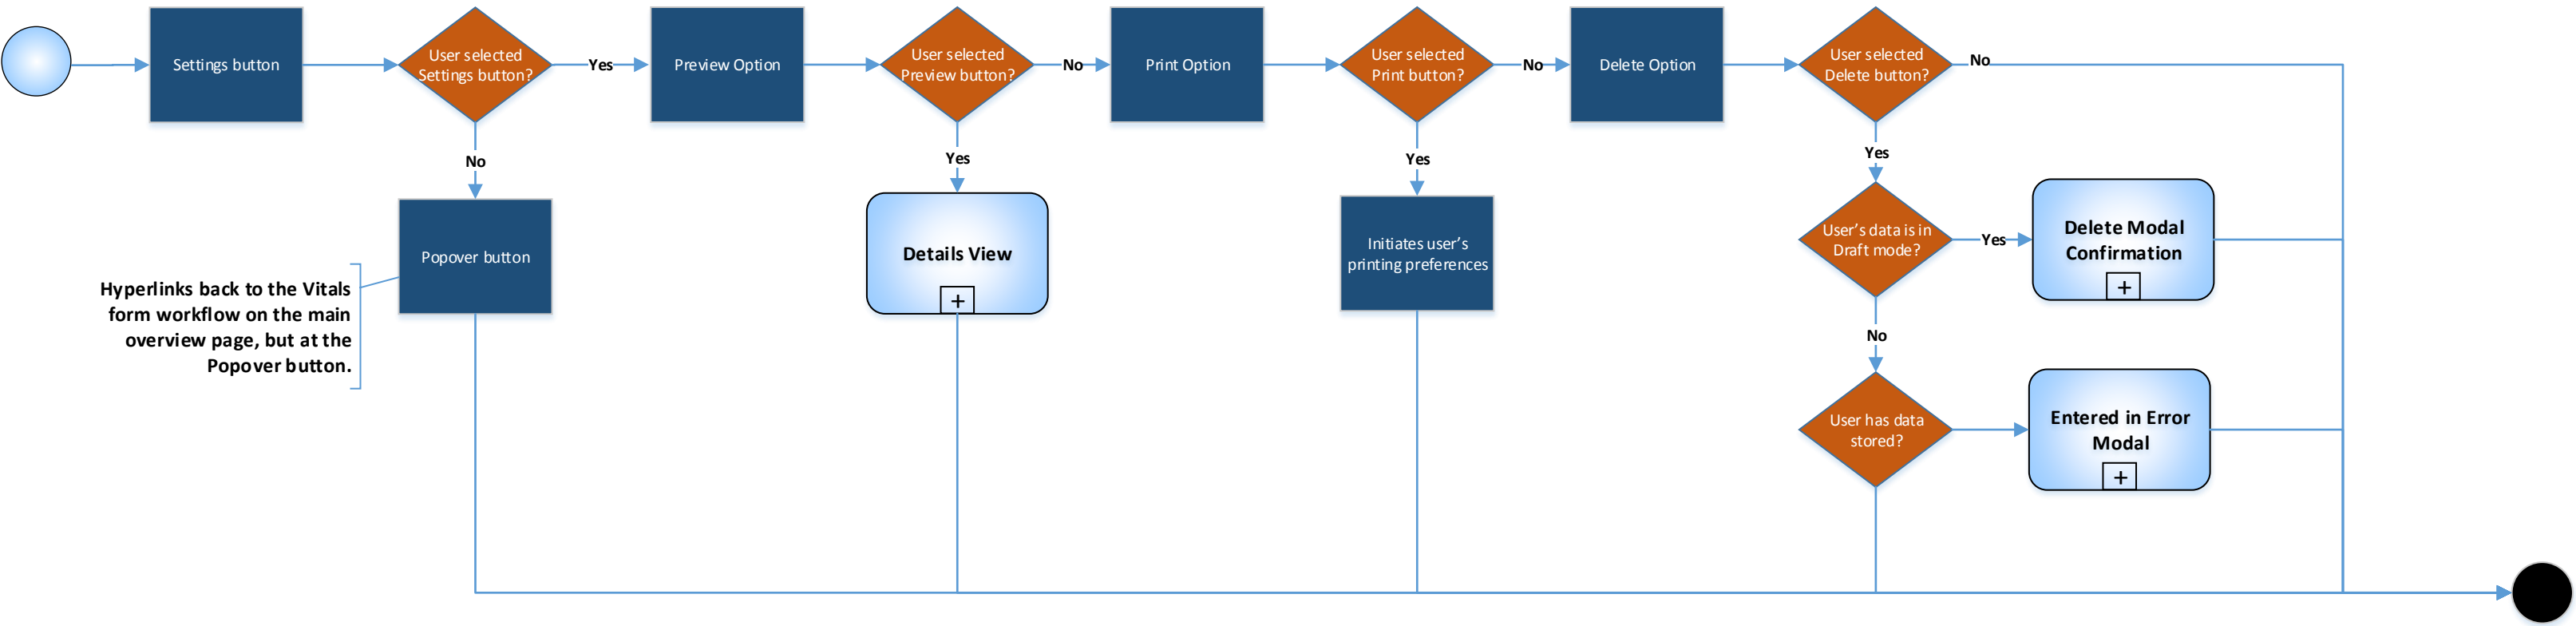 Settings button
User selected
Settings button?
Yes
Preview Option
User selected
Preview button?
No
Print Option
User selected
Print button?
No
Delete Option
User selected
Delete button?
No
No
Yes
Yes
Yes
Popover button
Hyperlinks back to the Vitals
form workflow on the main
overview page, but at the
Popover button.
Details View
+
Initiates user's
printing preferences
User's data is in
Draft mode?
Yes
Delete Modal
Confirmation
+
No
User has data
stored?
Entered in Error
Modal
+